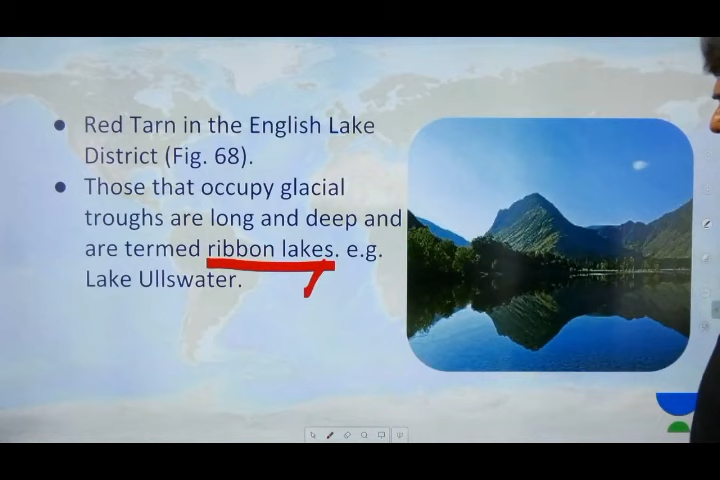 ● Red Tarn in the English Lake
District (Fig. 68).
● Those that occupy glacial
troughs are long and deep and
are termed ribbon lakes. e.g.
Lake Ullswater.